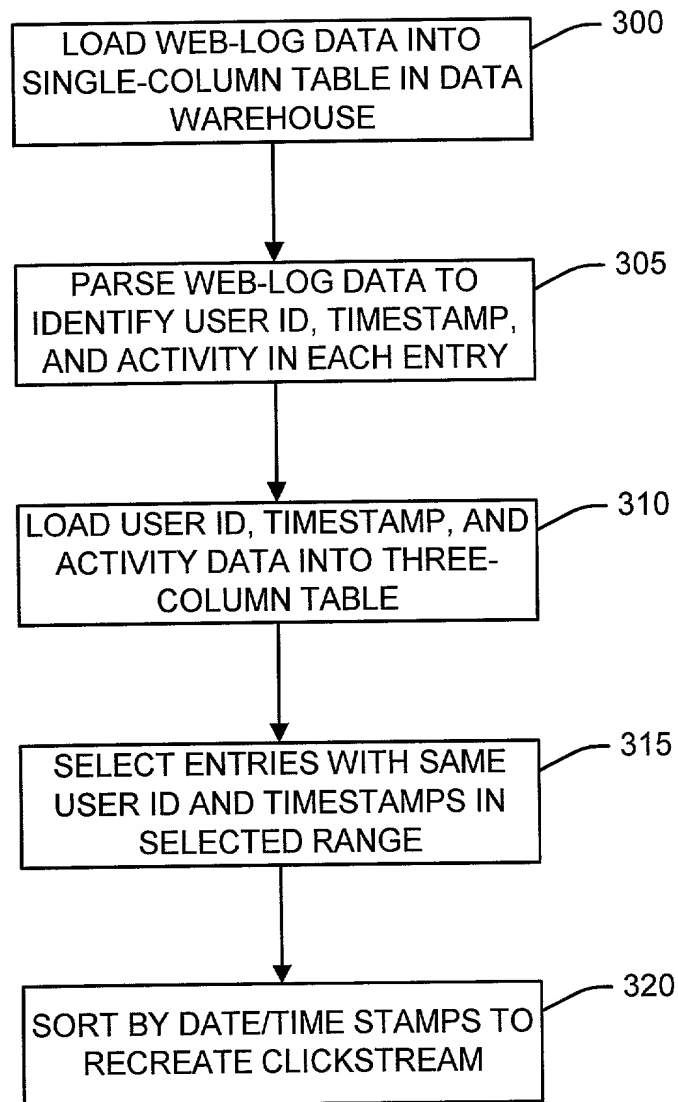 LOAD WEB-LOG DATA INTO
SINGLE-COLUMN TABLE IN DATA
WAREHOUSE
300
PARSE WEB-LOG DATA TO
IDENTIFY USER ID, TIMESTAMP,
AND ACTIVITY IN EACH ENTRY
305
LOAD USER ID, TIMESTAMP, AND
ACTIVITY DATA INTO THREE-
COLUMN TABLE
310
SELECT ENTRIES WITH SAME
USER ID AND TIMESTAMPS IN
SELECTED RANGE
315
SORT BY DATE/TIME STAMPS TO
RECREATE CLICKSTREAM
320